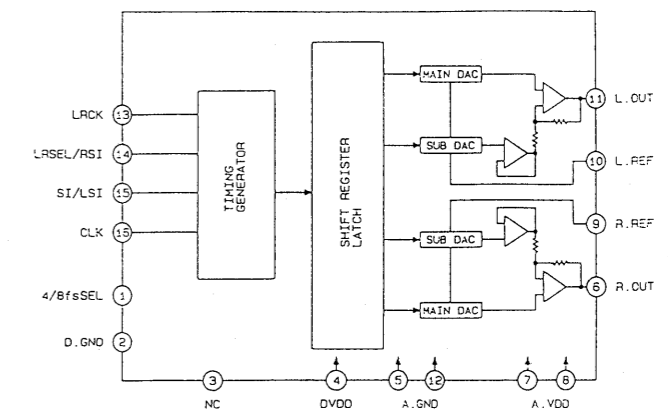 MAIN DAC
11 L.OUT
LRCK 13
LRSEL/RSI 14
SUB DAC
10 L.REF
SI/LSI 15
TIMING
GENERATOR
SHIFT REGISTER
LATCH
9 R.REF
CLK 15
SUB DAC
6 R.OUT
4/8fsSEL 1
MAIN DAC
D.GND 2
3 4 5 12 7 8
NC DVDD A.GND A.VDD